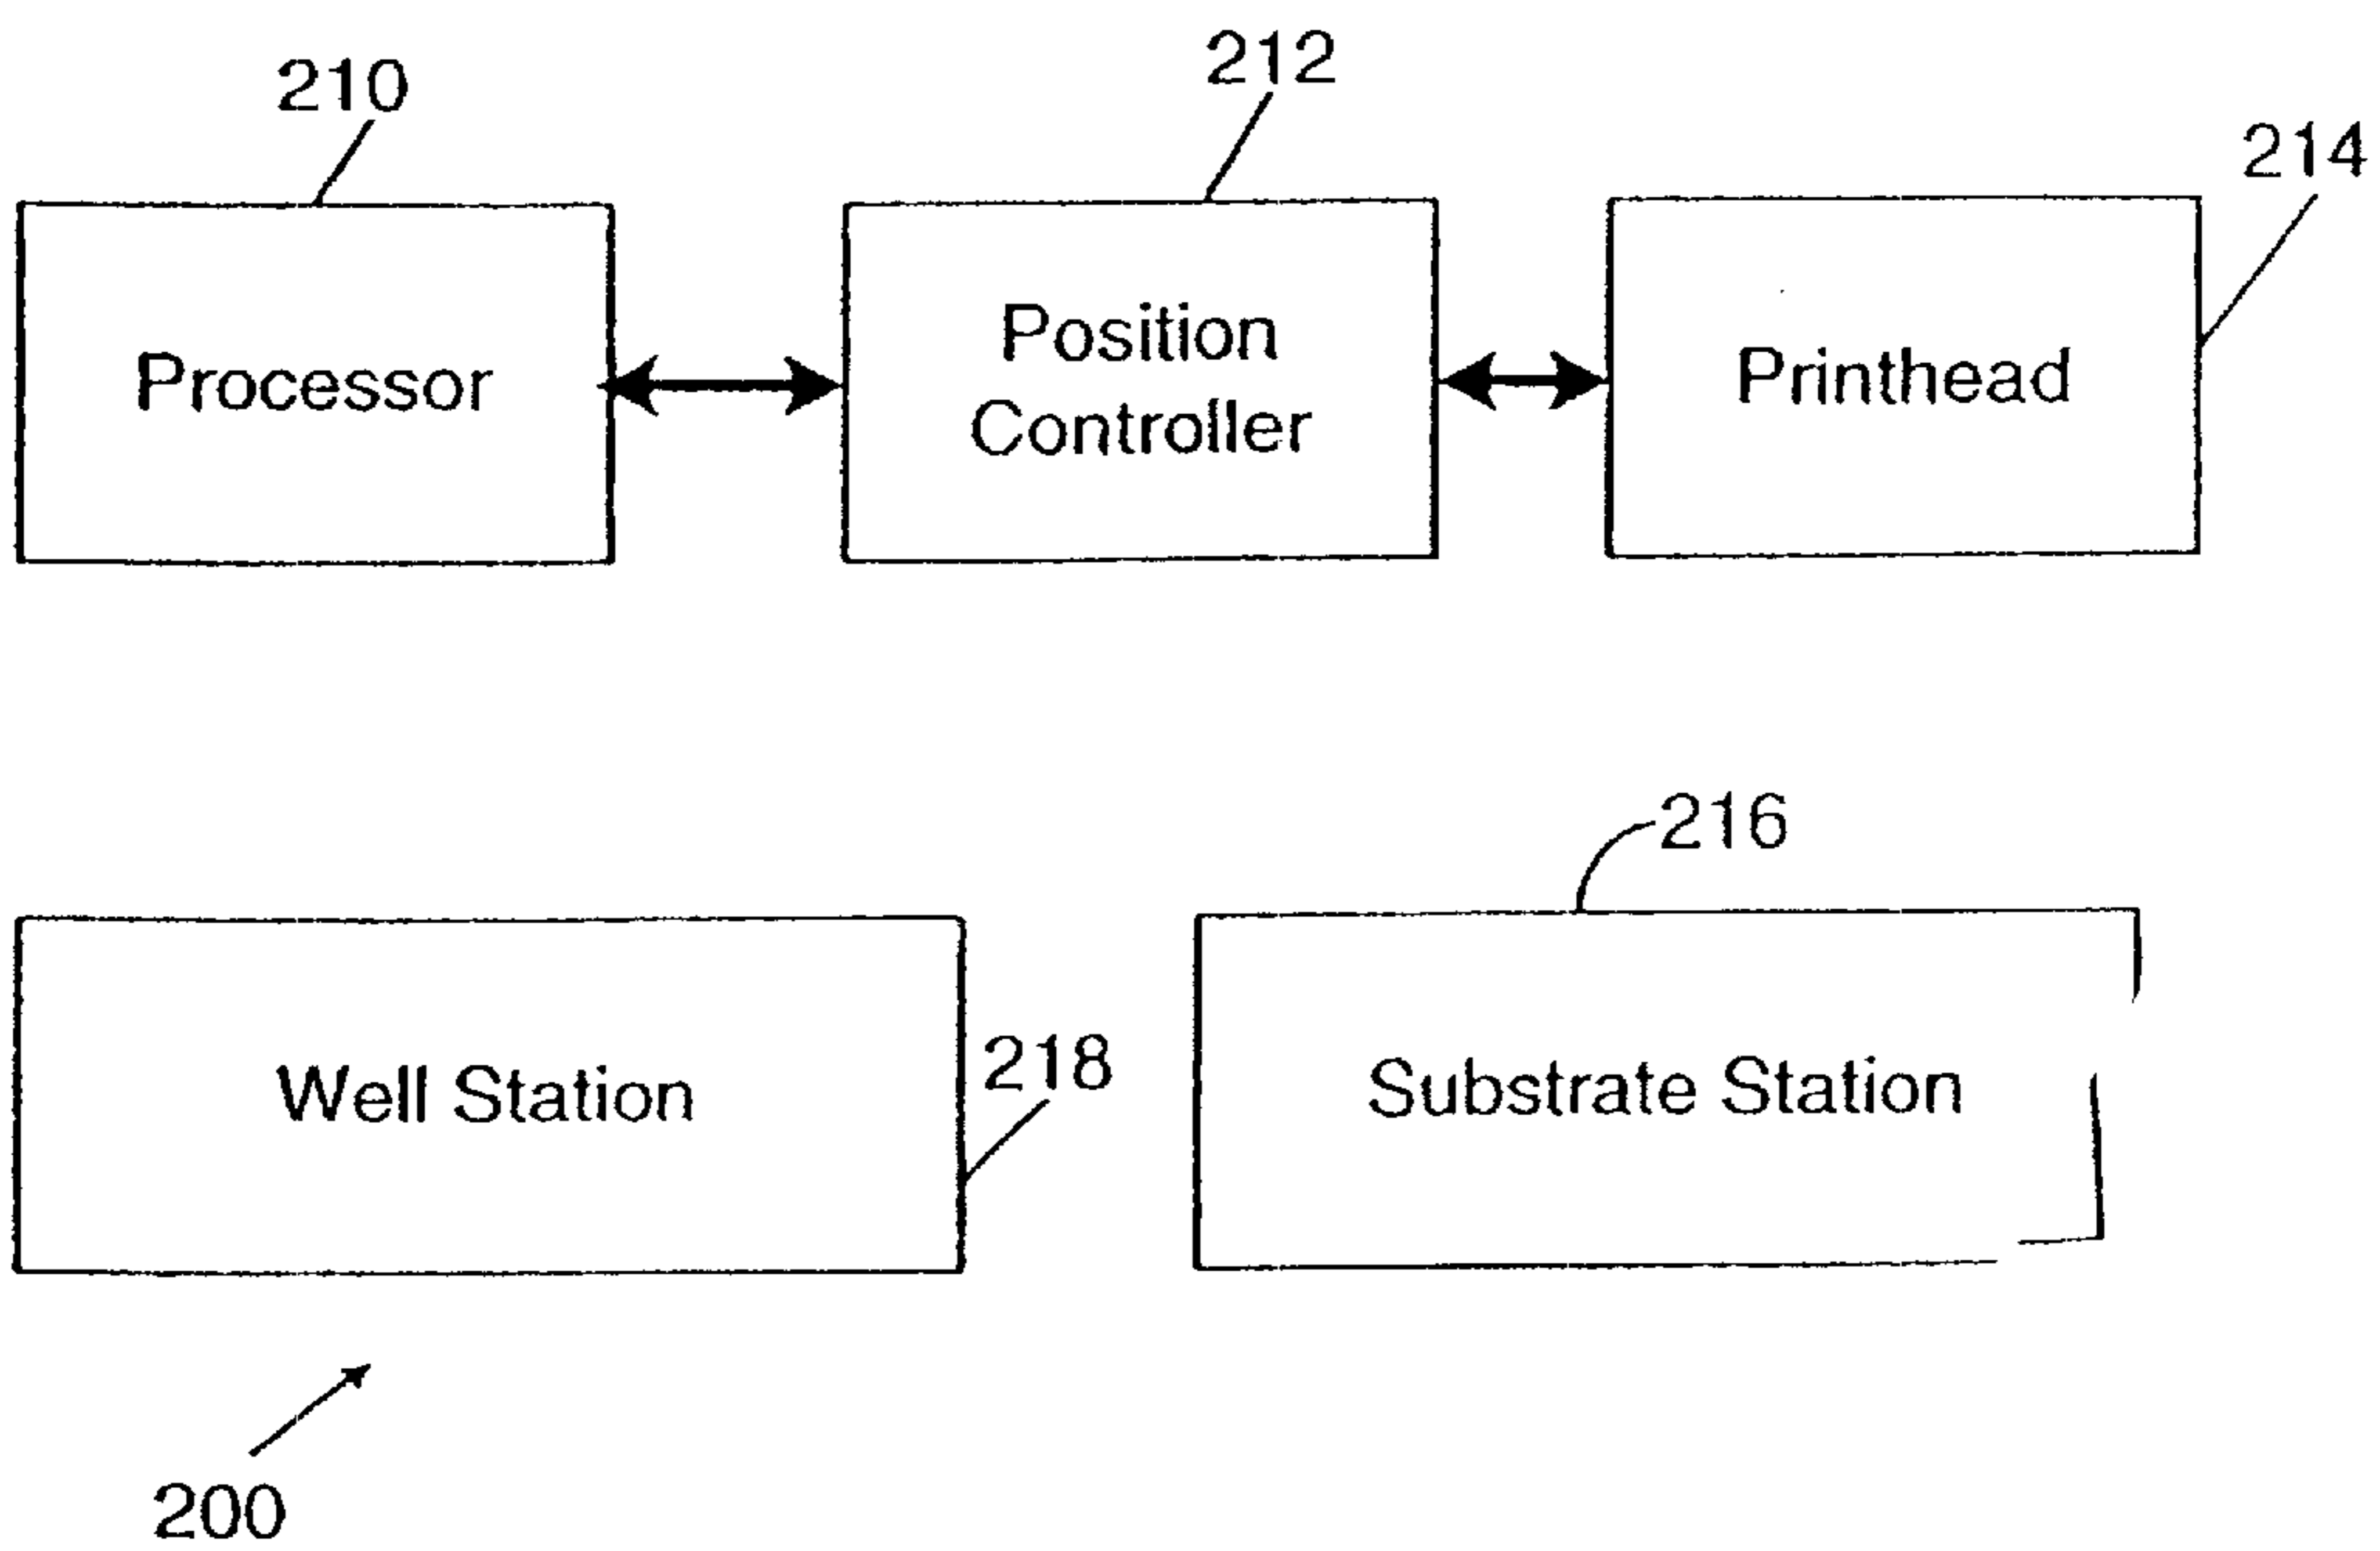 210
212
214
Processor
Position
Controller
Printhead
216
218
Well Station
Substrate Station
200